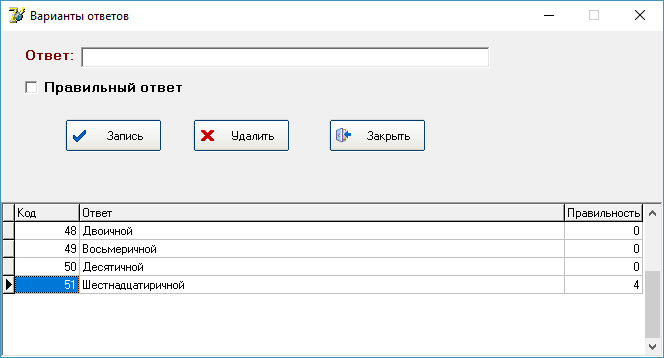 Варианты ответов
Ответ:
Правильный ответ
Запись Удалить Закрыть
Код Ответ Правильность
48 Двоичной 0
49 Восьмеричной 0
50 Десятичной 0
51 Шестнадцатиричной 4